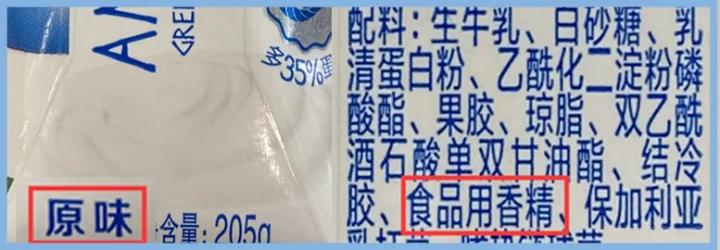 多35%蛋
原味
含量: 205g
配料：生牛乳、白砂糖、乳
清蛋白粉、乙酰化二淀粉磷
酸酯、果胶、琼脂、双乙酰
酒石酸单双甘油酯、结冷
胶、食品用香精、保加利亚